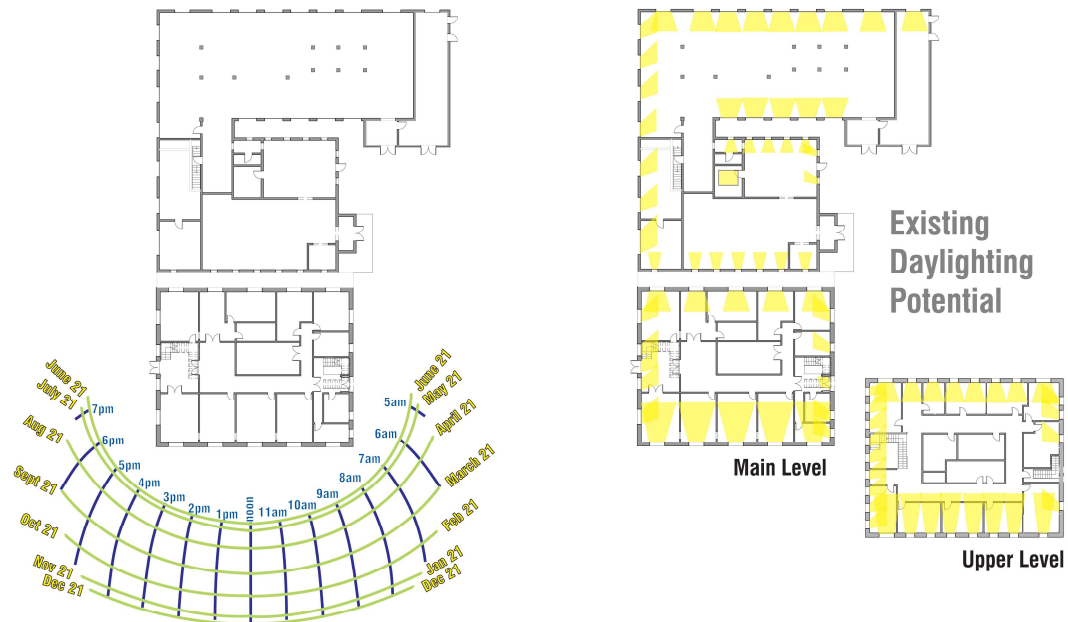 Existing
Daylighting
Potential
June 21
July 21
Aug 21
Sept 21
Oct 21
Nov 21
Dec 21
7pm
6pm
5pm
4pm
3pm
2pm
1pm
noon
11am
10am
9am
8am
7am
6am
5am
June 21
May 21
April 21
March 21
Feb 21
Jan 21
Dec 21
Main Level
Upper Level